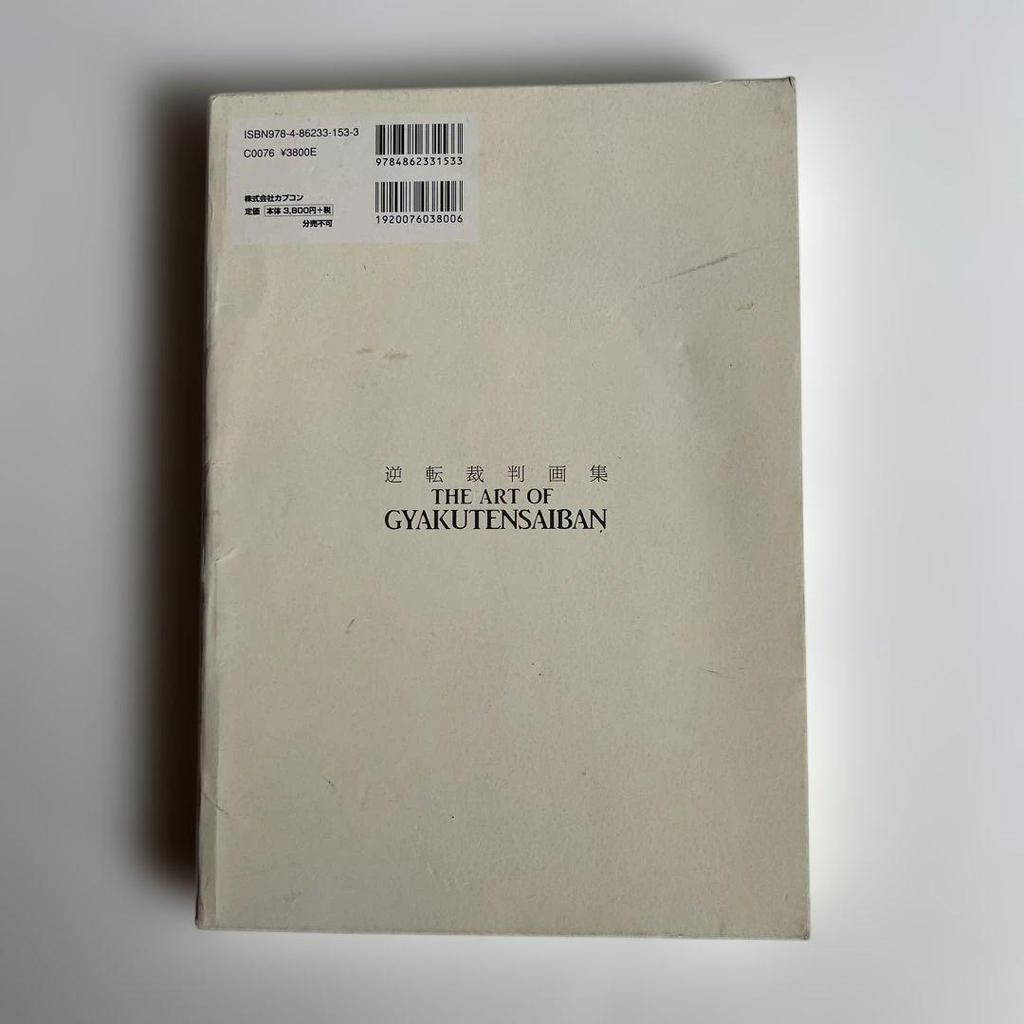 ISBN978-4-86233-153-3
C0076 ¥3800E
9784862331533
株式会社カプコン
定価 本体 3,800円+税
分売不可
1920076038006
逆転裁判画集
THE ART OF
GYAKUTENSAIBAN